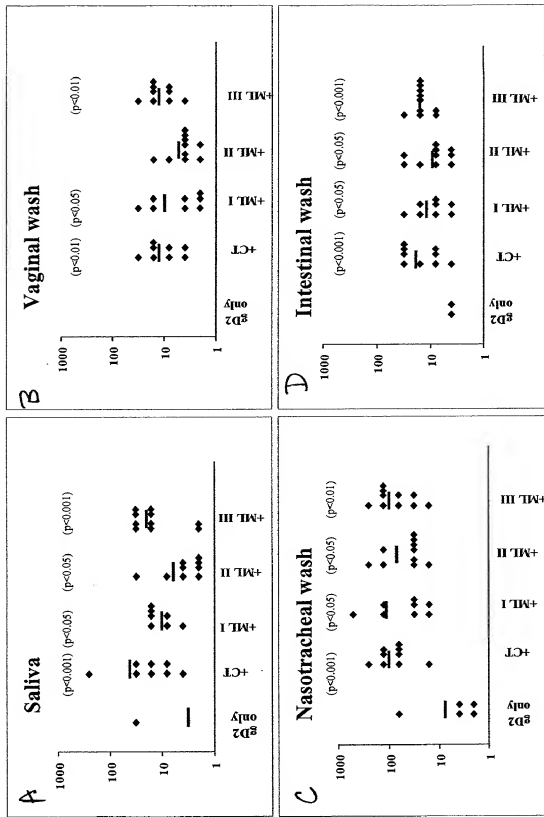 A
Saliva
(p<0.001) (p<0.05) (p<0.05) (p<0.001)
1000
100
10
1
gD2 only
+CT
+ML I
+ML II
+ML III
B
Vaginal wash
(p<0.01) (p<0.05) (p<0.01)
1000
100
10
1
gD2 only
+CT
+ML I
+ML II
+ML III
C
Nasotracheal wash
(p<0.001) (p<0.05) (p<0.05) (p<0.01)
1000
100
10
1
gD2 only
+CT
+ML I
+ML II
+ML III
D
Intestinal wash
(p<0.001) (p<0.05) (p<0.05) (p<0.001)
1000
100
10
1
gD2 only
+CT
+ML I
+ML II
+ML III